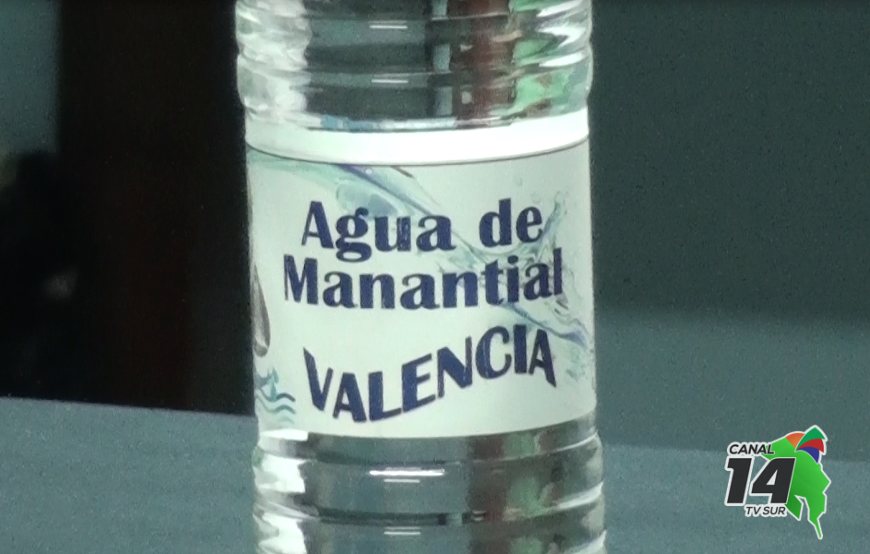 Agua de
Manantial
VALENCIA
CANAL
14
TV SUR